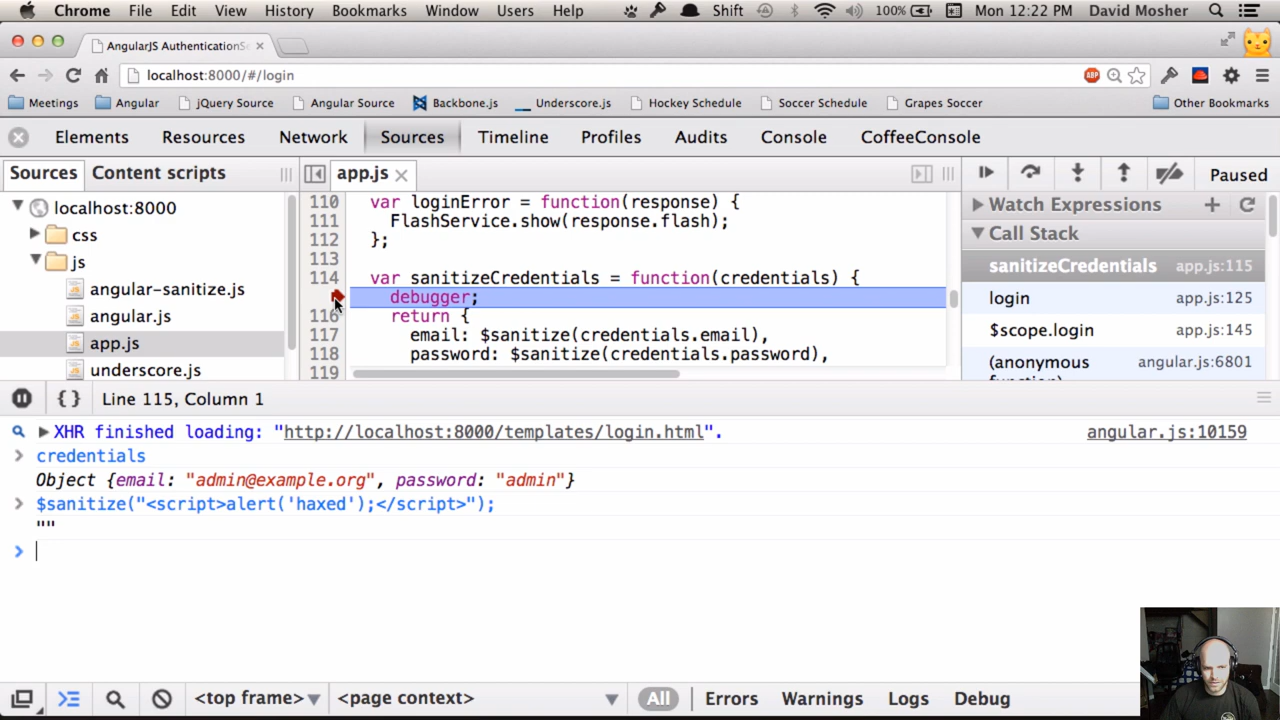 Chrome File Edit View History Bookmarks Window Users Help Shift 100% Mon 12:22 PM David Mosher
AngularJS AuthenticationS
localhost:8000/#/login ABP
Meetings Angular jQuery Source Angular Source Backbone.js Underscore.js Hockey Schedule Soccer Schedule Grapes Soccer Other Bookmarks
Elements Resources Network Sources Timeline Profiles Audits Console CoffeeConsole
Sources Content scripts app.js Paused
localhost:8000
css
js
angular-sanitize.js
angular.js
app.js
underscore.js
110 var loginError = function(response) {
111 FlashService.show(response.flash);
112 };
113
114 var sanitizeCredentials = function(credentials) {
debugger;
116 return {
117 email: $sanitize(credentials.email),
118 password: $sanitize(credentials.password),
119
Watch Expressions
Call Stack
sanitizeCredentials app.js:115
login app.js:125
$scope.login app.js:145
(anonymous angular.js:6801
function)
{} Line 115, Column 1
XHR finished loading: "http://localhost:8000/templates/login.html". angular.js:10159
> credentials
Object {email: "admin@example.org", password: "admin"}
> $sanitize("<script>alert('haxed');</script>");
""
>
<top frame> <page context> All Errors Warnings Logs Debug